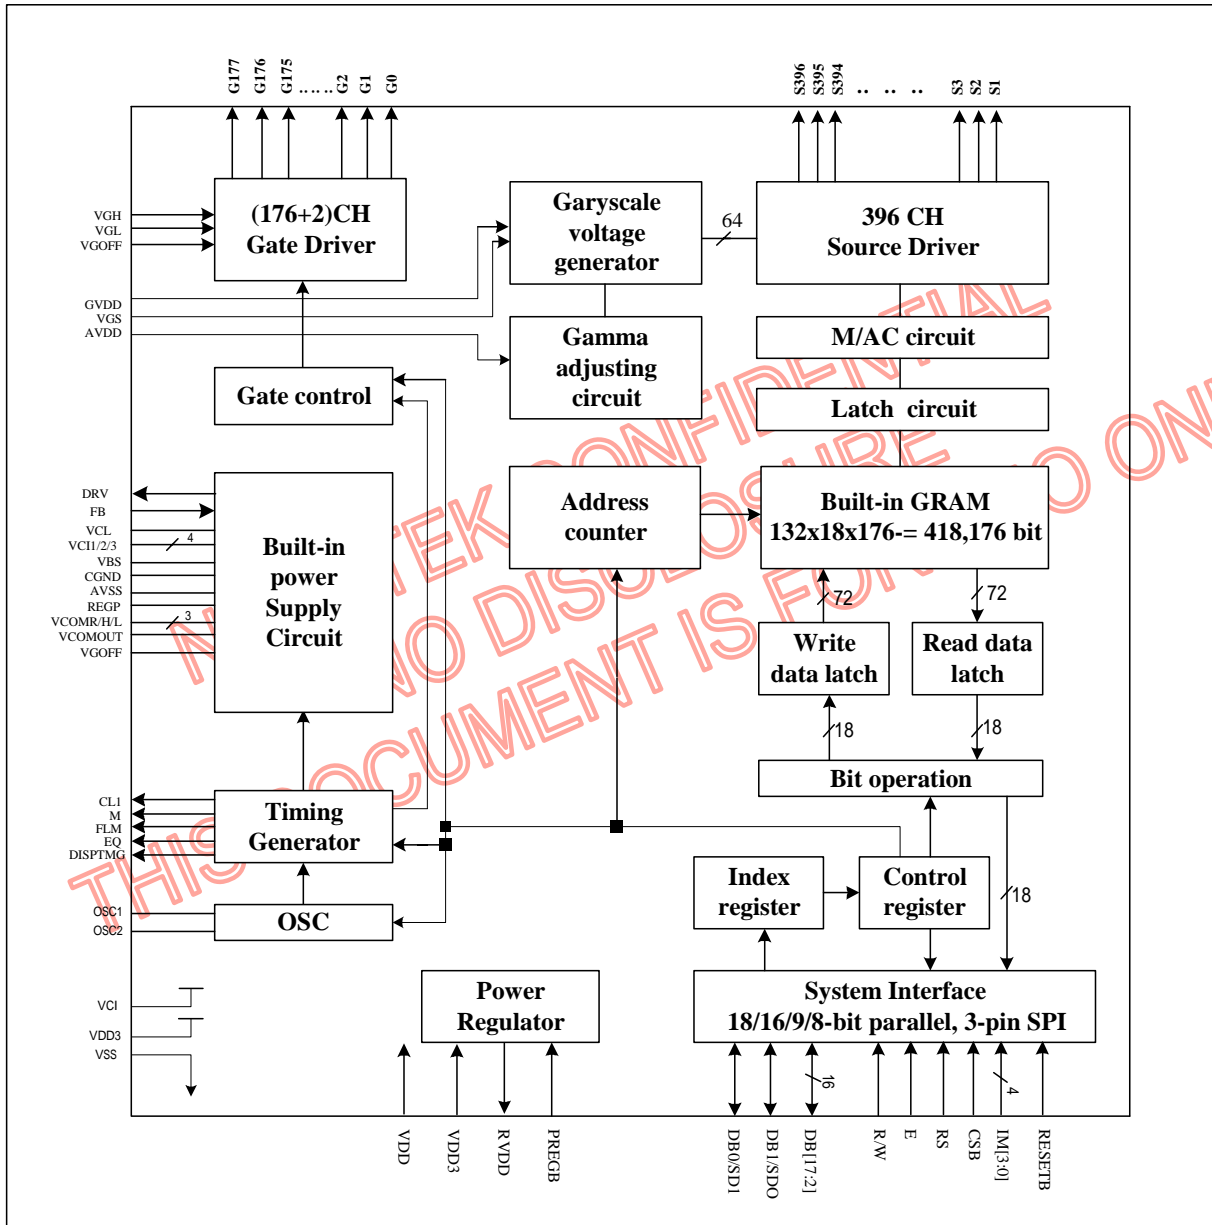 G177 G176 G175 ... ... ... G2 G1 G0
S396 S395 S394 .. .. .. S3 S2 S1
(176+2)CH
Gate Driver
Garyscale
voltage
generator
64
396 CH
Source Driver
VGH
VGL
VGOFF
GVDD
VGS
AVDD
Gamma
adjusting
circuit
M/AC circuit
Gate control
Latch circuit
DRV
FB
VCL
VCI1/2/3
4
VBS
CGND
AVSS
REGP
VCOMR/H/L
3
VCOMOUT
VGOFF
Built-in
power
Supply
Circuit
Address
counter
Built-in GRAM
132x18x176-= 418,176 bit
72
72
Write
data latch
Read data
latch
18
18
Bit operation
CL1
M
FLM
EQ
DISPTMG
Timing
Generator
Index
register
Control
register
18
OSC1
OSC2
OSC
VCI
VDD3
VSS
Power
Regulator
System Interface
18/16/9/8-bit parallel, 3-pin SPI
16
4
VDD
VDD3
RVDD
PREGB
DB0/SD1
DB1/SDO
DB[17:2]
R/W
E
RS
CSB
IM[3:0]
RESETB
CONFIDENTIAL
NO DISCLOSURE
THIS DOCUMENT IS FOR